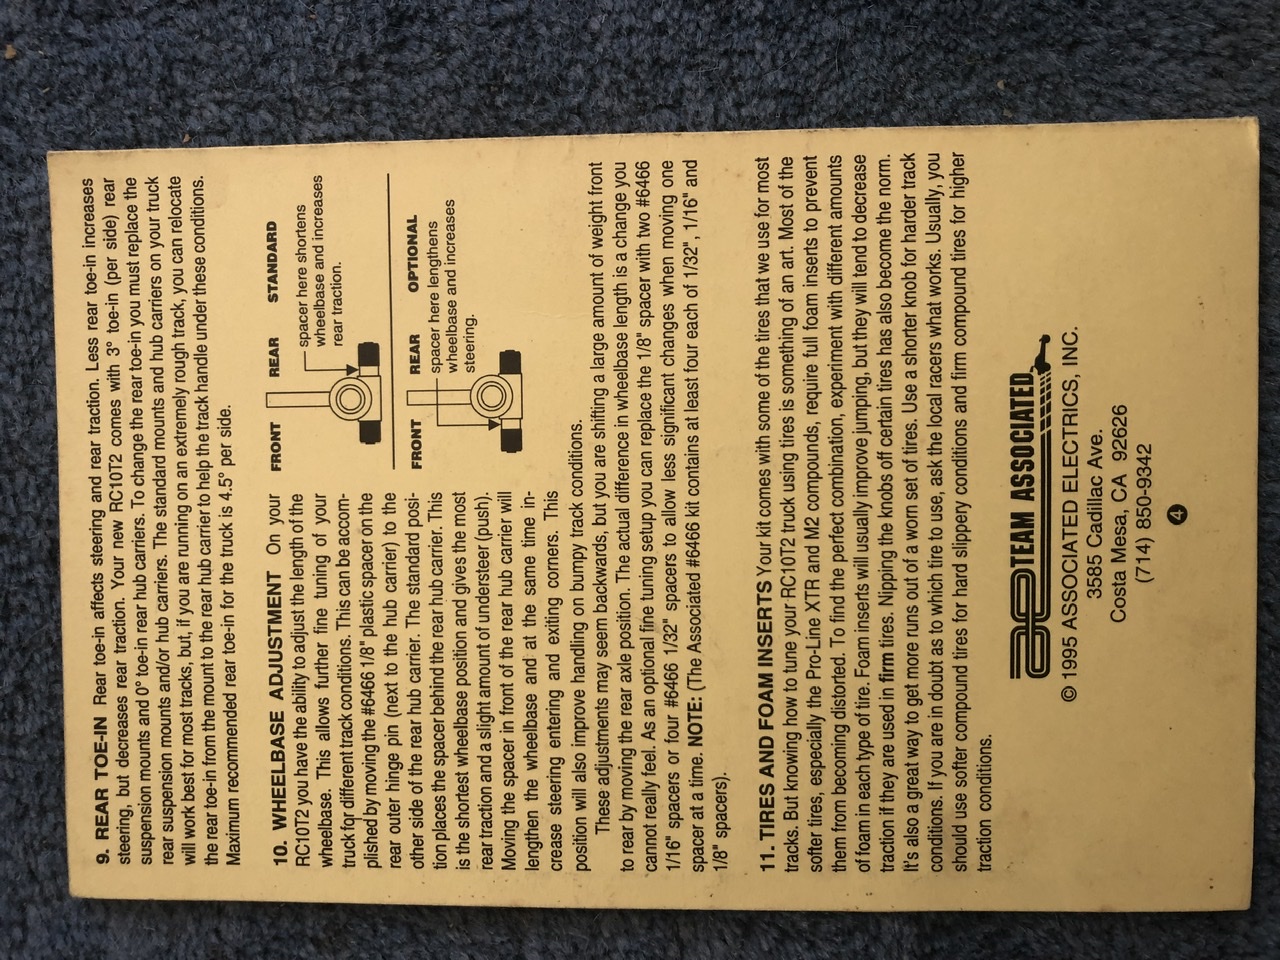 9. REAR TOE-IN Rear toe-in affects steering and rear traction. Less rear toe-in increases
steering, but decreases rear traction. Your new RC10T2 comes with 3° toe-in (per side) rear
suspension mounts and 0° toe-in rear hub carriers. To change the rear toe-in you must replace the
rear suspension mounts and/or hub carriers. The standard mounts and hub carriers on your truck
will work best for most tracks, but, if you are running on an extremely rough track, you can relocate
the rear toe-in from the mount to the rear hub carrier to help the track handle under these conditions.
Maximum recommended rear toe-in for the truck is 4.5° per side.
10. WHEELBASE ADJUSTMENT On your
RC10T2 you have the ability to adjust the length of the
wheelbase. This allows further fine tuning of your
truck for different track conditions. This can be accom-
plished by moving the #6466 1/8" plastic spacer on the
rear outer hinge pin (next to the hub carrier) to the
other side of the rear hub carrier. The standard posi-
tion places the spacer behind the rear hub carrier. This
is the shortest wheelbase position and gives the most
rear traction and a slight amount of understeer (push).
Moving the spacer in front of the rear hub carrier will
lengthen the wheelbase and at the same time in-
crease steering entering and exiting corners. This
position will also improve handling on bumpy track conditions.
FRONT REAR STANDARD
spacer here shortens
wheelbase and increases
rear traction.
FRONT REAR OPTIONAL
spacer here lengthens
wheelbase and increases
steering.
These adjustments may seem backwards, but you are shifting a large amount of weight front
to rear by moving the rear axle position. The actual difference in wheelbase length is a change you
cannot really feel. As an optional fine tuning setup you can replace the 1/8" spacer with two #6466
1/16" spacers or four #6466 1/32" spacers to allow less significant changes when moving one
spacer at a time. NOTE: (The Associated #6466 kit contains at least four each of 1/32", 1/16" and
1/8" spacers).
11. TIRES AND FOAM INSERTS Your kit comes with some of the tires that we use for most
tracks. But knowing how to tune your RC10T2 truck using tires is something of an art. Most of the
softer tires, especially the Pro-Line XTR and M2 compounds, require full foam inserts to prevent
them from becoming distorted. To find the perfect combination, experiment with different amounts
of foam in each type of tire. Foam inserts will usually improve jumping, but they will tend to decrease
traction if they are used in firm tires. Nipping the knobs off certain tires has also become the norm.
It's also a great way to get more runs out of a worn set of tires. Use a shorter knob for harder track
conditions. If you are in doubt as to which tire to use, ask the local racers what works. Usually, you
should use softer compound tires for hard slippery conditions and firm compound tires for higher
traction conditions.
TEAM ASSOCIATED
© 1995 ASSOCIATED ELECTRICS, INC.
3585 Cadillac Ave.
Costa Mesa, CA 92626
(714) 850-9342
4